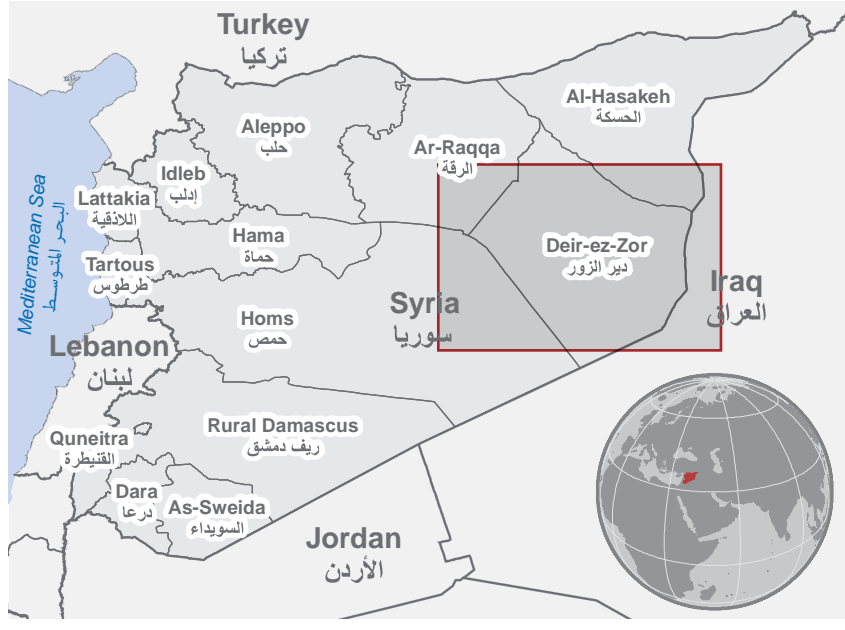 Turkey
تركيا
Al-Hasakeh
الحسكة
Aleppo
حلب
Ar-Raqqa
الرقة
Idleb
إدلب
Lattakia
اللاذقية
Mediterranean Sea
البحر المتوسط
Hama
حماة
Deir-ez-Zor
دير الزور
Tartous
طرطوس
Syria
سوريا
Iraq
العراق
Homs
حمص
Lebanon
لبنان
Rural Damascus
ريف دمشق
Quneitra
القنيطرة
Dara
درعا
As-Sweida
السويداء
Jordan
الأردن